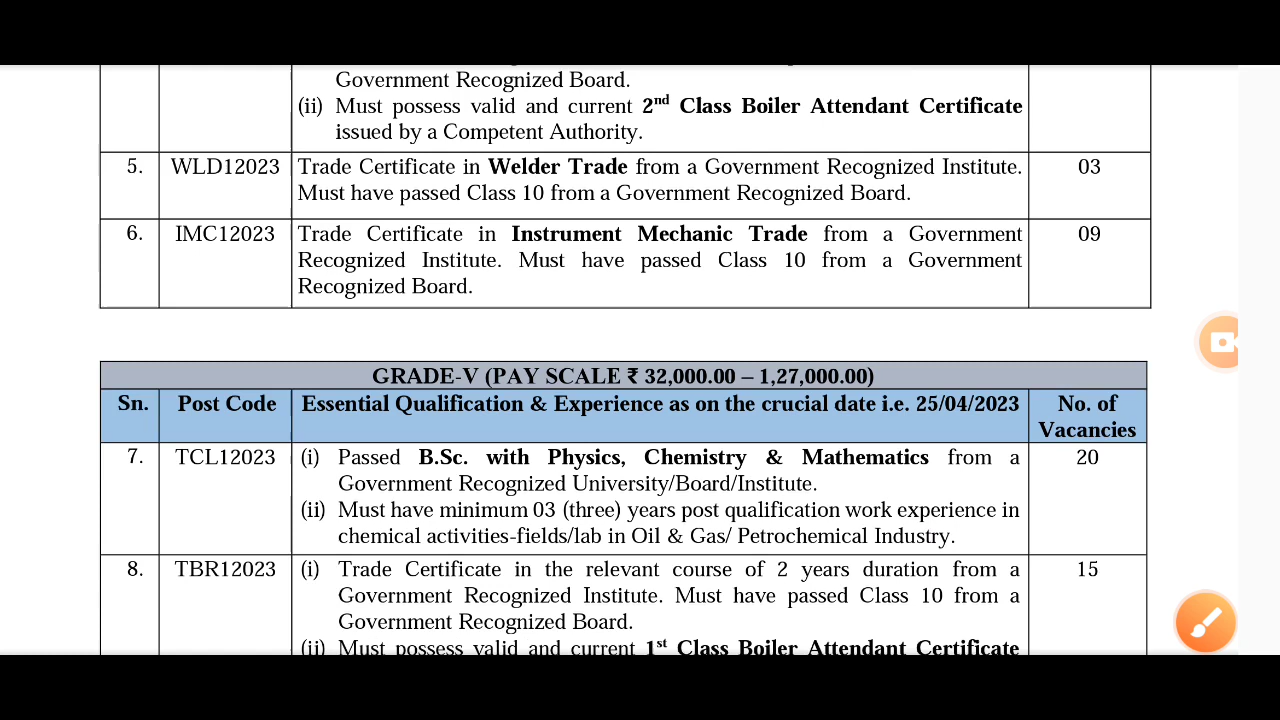 Government Recognized Board.
(ii) Must possess valid and current 2nd Class Boiler Attendant Certificate
issued by a Competent Authority.
5. WLD12023 Trade Certificate in Welder Trade from a Government Recognized Institute. 03
Must have passed Class 10 from a Government Recognized Board.
6. IMC12023 Trade Certificate in Instrument Mechanic Trade from a Government 09
Recognized Institute. Must have passed Class 10 from a Government
Recognized Board.
GRADE-V (PAY SCALE ₹ 32,000.00 – 1,27,000.00)
Sn. Post Code Essential Qualification & Experience as on the crucial date i.e. 25/04/2023 No. of
Vacancies
7. TCL12023 (i) Passed B.Sc. with Physics, Chemistry & Mathematics from a 20
Government Recognized University/Board/Institute.
(ii) Must have minimum 03 (three) years post qualification work experience in
chemical activities-fields/lab in Oil & Gas/ Petrochemical Industry.
8. TBR12023 (i) Trade Certificate in the relevant course of 2 years duration from a 15
Government Recognized Institute. Must have passed Class 10 from a
Government Recognized Board.
(ii) Must possess valid and current 1st Class Boiler Attendant Certificate